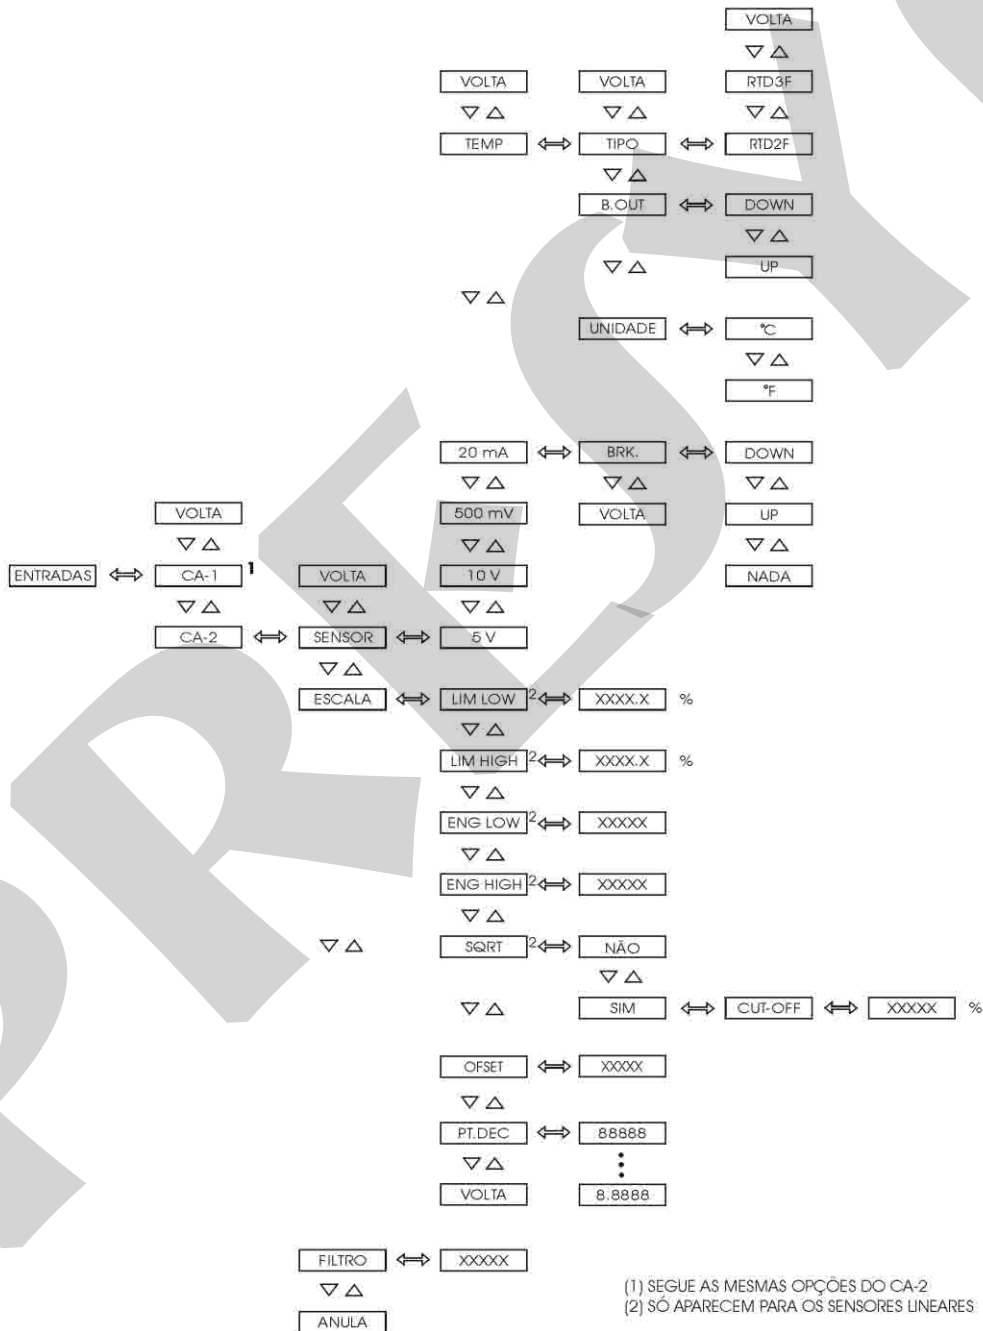 VOLTA
VOLTA VOLTA RTD3F
TEMP TIPO RTD2F
B.OUT DOWN
UP
UNIDADE °C
°F
20 mA BRK. DOWN
VOLTA 500 mV VOLTA UP
ENTRADAS CA-1 1 VOLTA 10 V NADA
CA-2 SENSOR 5 V
ESCALA LIM LOW 2 XXXX.X %
LIM HIGH 2 XXXX.X %
ENG LOW 2 XXXXX
ENG HIGH 2 XXXXX
SQRT 2 NÃO
SIM CUT-OFF XXXXX %
OFSET XXXXX
PT.DEC 88888
VOLTA 8.8888
FILTRO XXXXX
ANULA
(1) SEGUE AS MESMAS OPÇÕES DO CA-2
(2) SÓ APARECEM PARA OS SENSORES LINEARES
PRESYS